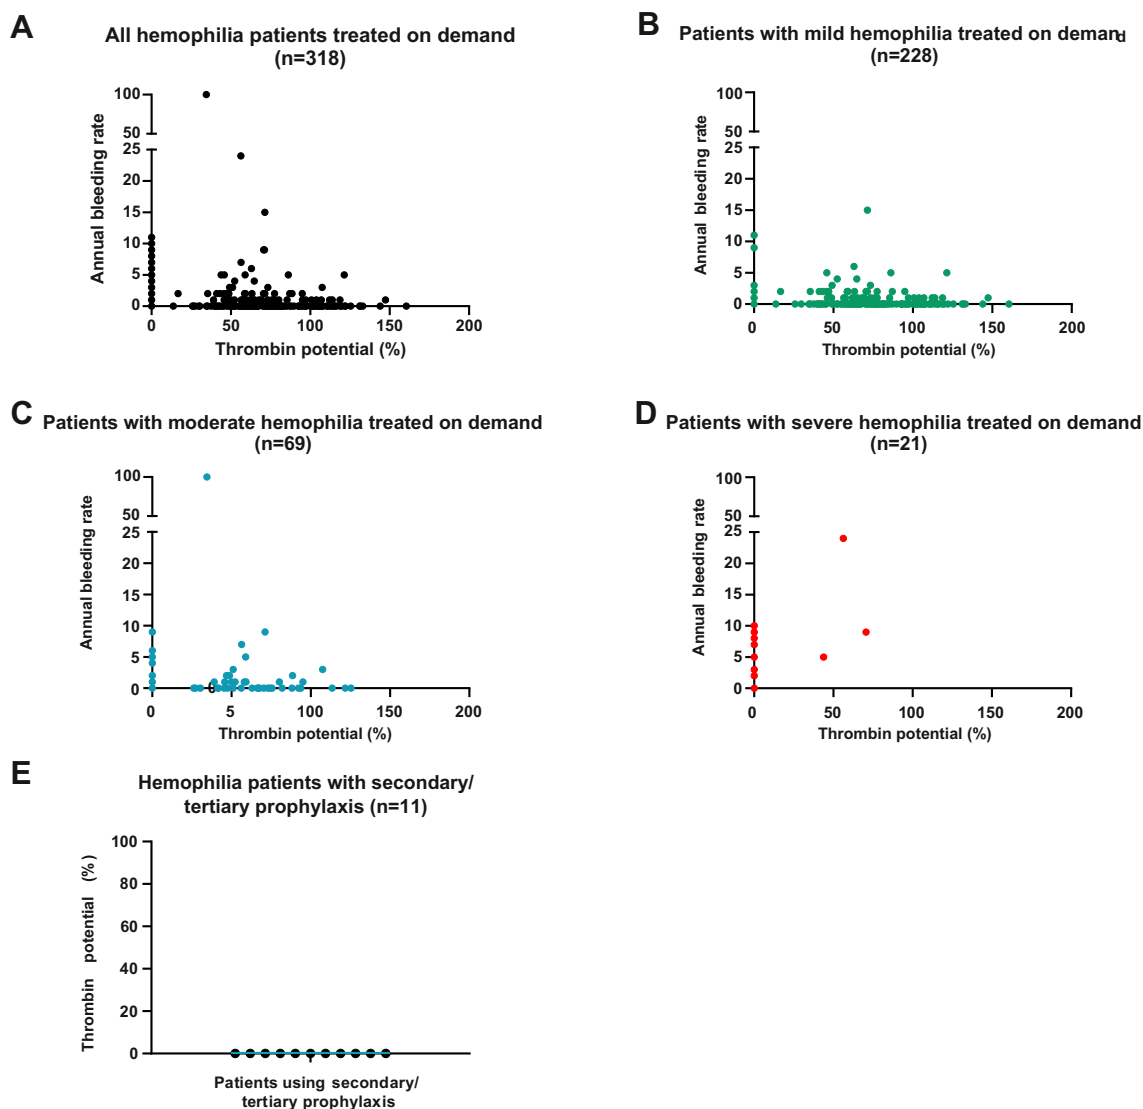 A
All hemophilia patients treated on demand
(n=318)
100
50
25
20
15
10
5
0
Annual bleeding rate
0 50 100 150 200
Thrombin potential (%)
B
Patients with mild hemophilia treated on demand
(n=228)
100
50
25
20
15
10
5
0
Annual bleeding rate
0 50 100 150 200
Thrombin potential (%)
C
Patients with moderate hemophilia treated on demand
(n=69)
100
50
25
20
15
10
5
0
Annual bleeding rate
0 5 0 100 150 200
Thrombin potential (%)
D
Patients with severe hemophilia treated on demand
(n=21)
100
50
25
20
15
10
5
0
Annual bleeding rate
0 50 100 150 200
Thrombin potential (%)
E
Hemophilia patients with secondary/
tertiary prophylaxis (n=11)
100
80
60
40
20
0
Thrombin potential (%)
Patients using secondary/
tertiary prophylaxis